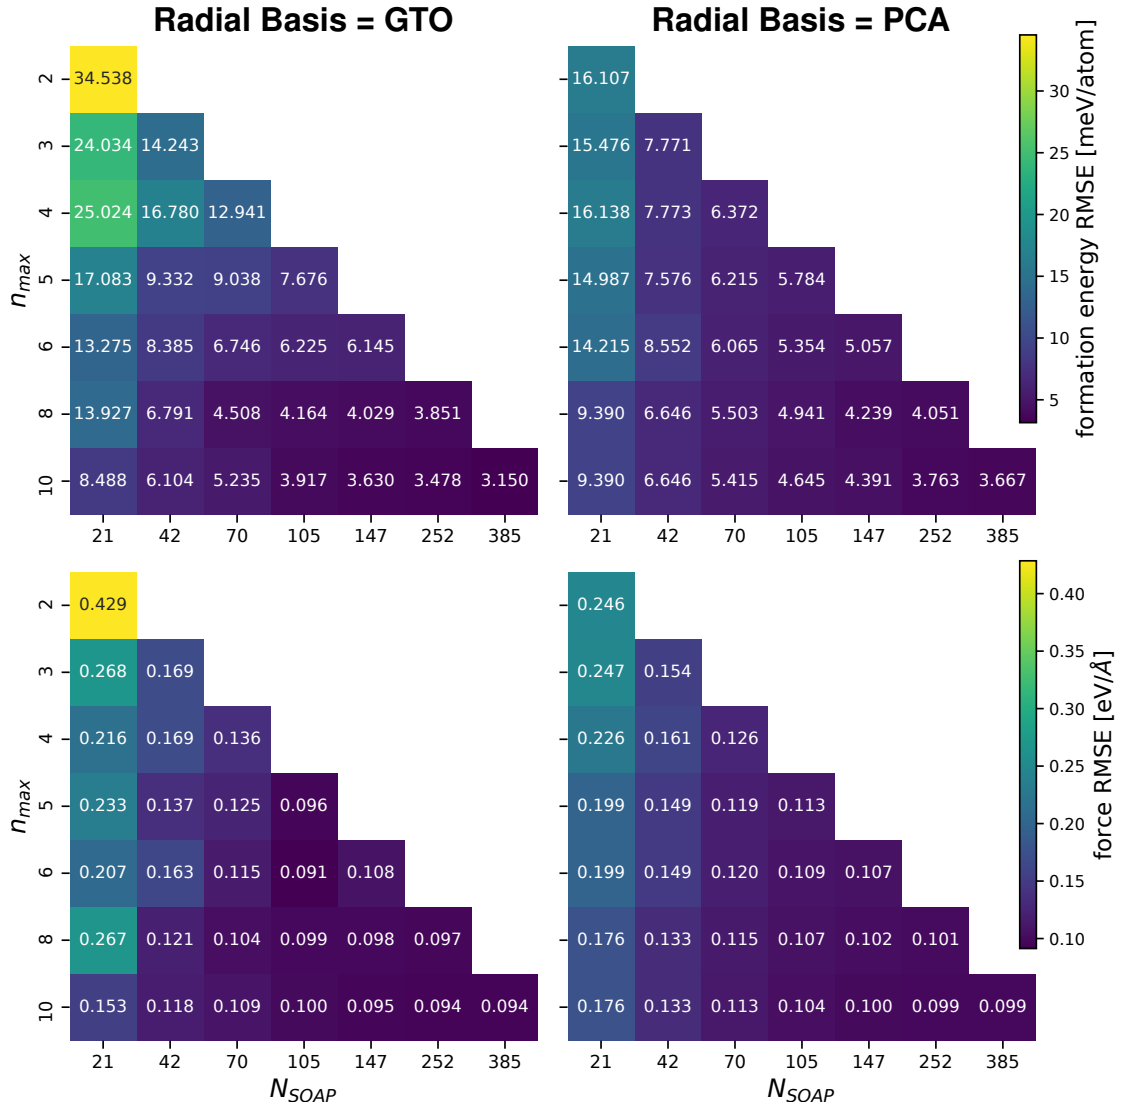 Radial Basis = GTO
Radial Basis = PCA
2 34.538
3 24.034 14.243
4 25.024 16.780 12.941
5 17.083 9.332 9.038 7.676
6 13.275 8.385 6.746 6.225 6.145
8 13.927 6.791 4.508 4.164 4.029 3.851
10 8.488 6.104 5.235 3.917 3.630 3.478 3.150
21 42 70 105 147 252 385
n_max
16.107
15.476 7.771
16.138 7.773 6.372
14.987 7.576 6.215 5.784
14.215 8.552 6.065 5.354 5.057
9.390 6.646 5.503 4.941 4.239 4.051
9.390 6.646 5.415 4.645 4.391 3.763 3.667
21 42 70 105 147 252 385
30
25
20
15
10
5
formation energy RMSE [meV/atom]
2 0.429
3 0.268 0.169
4 0.216 0.169 0.136
5 0.233 0.137 0.125 0.096
6 0.207 0.163 0.115 0.091 0.108
8 0.267 0.121 0.104 0.099 0.098 0.097
10 0.153 0.118 0.109 0.100 0.095 0.094 0.094
21 42 70 105 147 252 385
n_max
N_SOAP
0.246
0.247 0.154
0.226 0.161 0.126
0.199 0.149 0.119 0.113
0.199 0.149 0.120 0.109 0.107
0.176 0.133 0.115 0.107 0.102 0.101
0.176 0.133 0.113 0.104 0.100 0.099 0.099
21 42 70 105 147 252 385
N_SOAP
0.40
0.35
0.30
0.25
0.20
0.15
0.10
force RMSE [eV/Å]